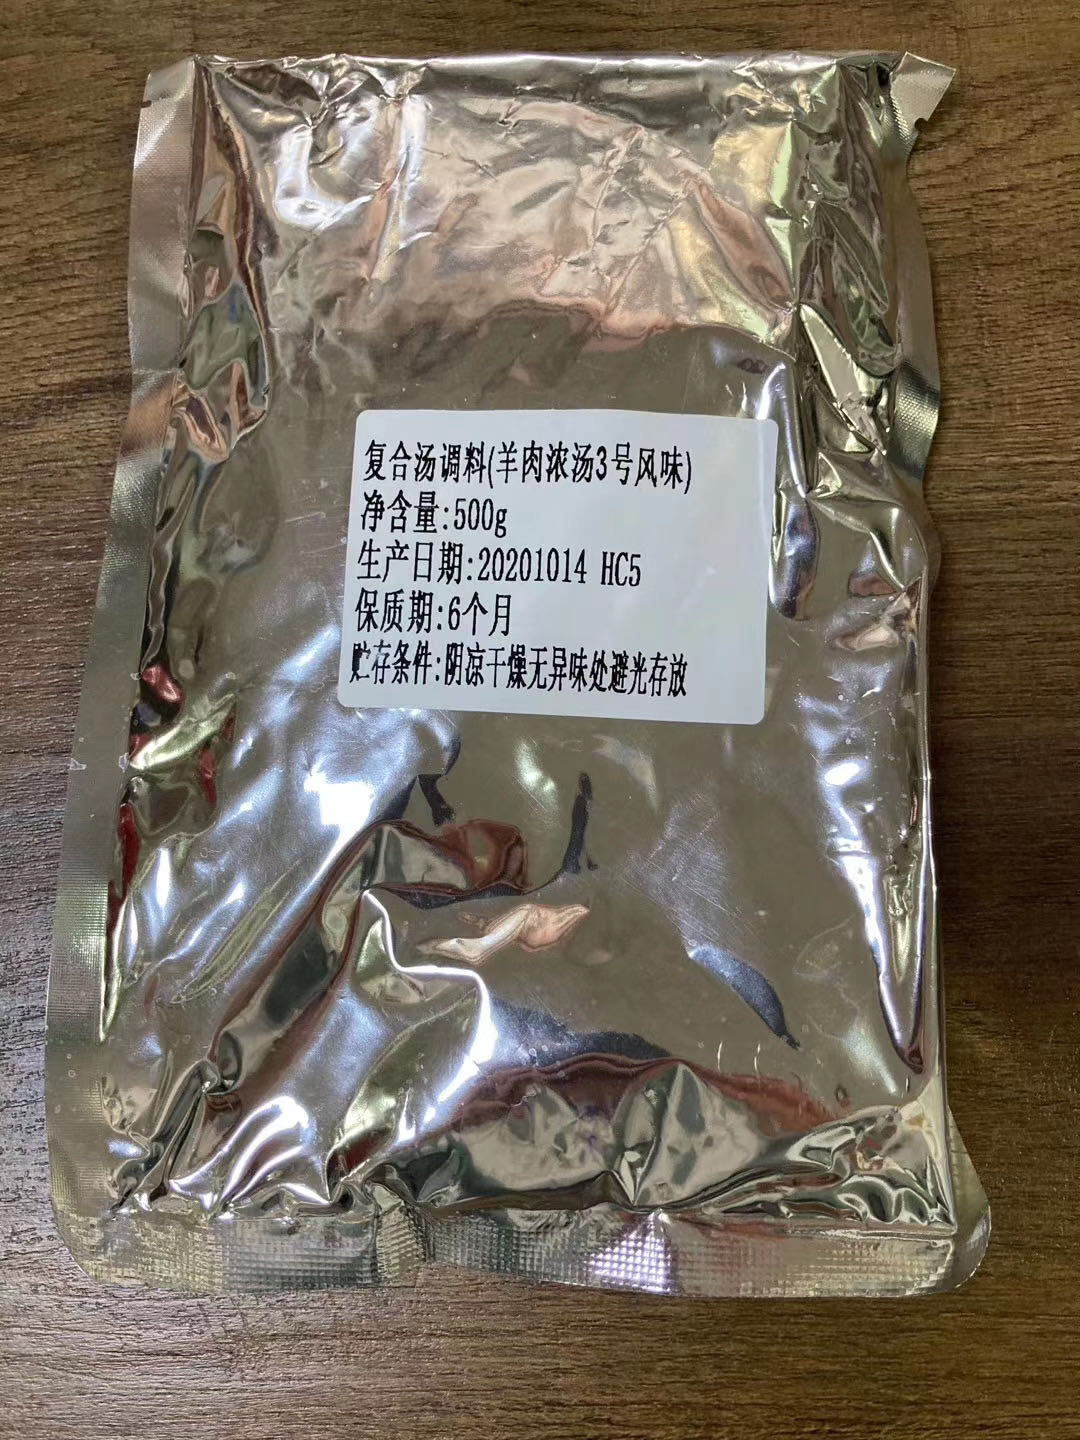 复合汤调料(羊肉浓汤3号风味)
净含量:500g
生产日期:20201014 HC5
保质期:6个月
贮存条件:阴凉干燥无异味处避光存放